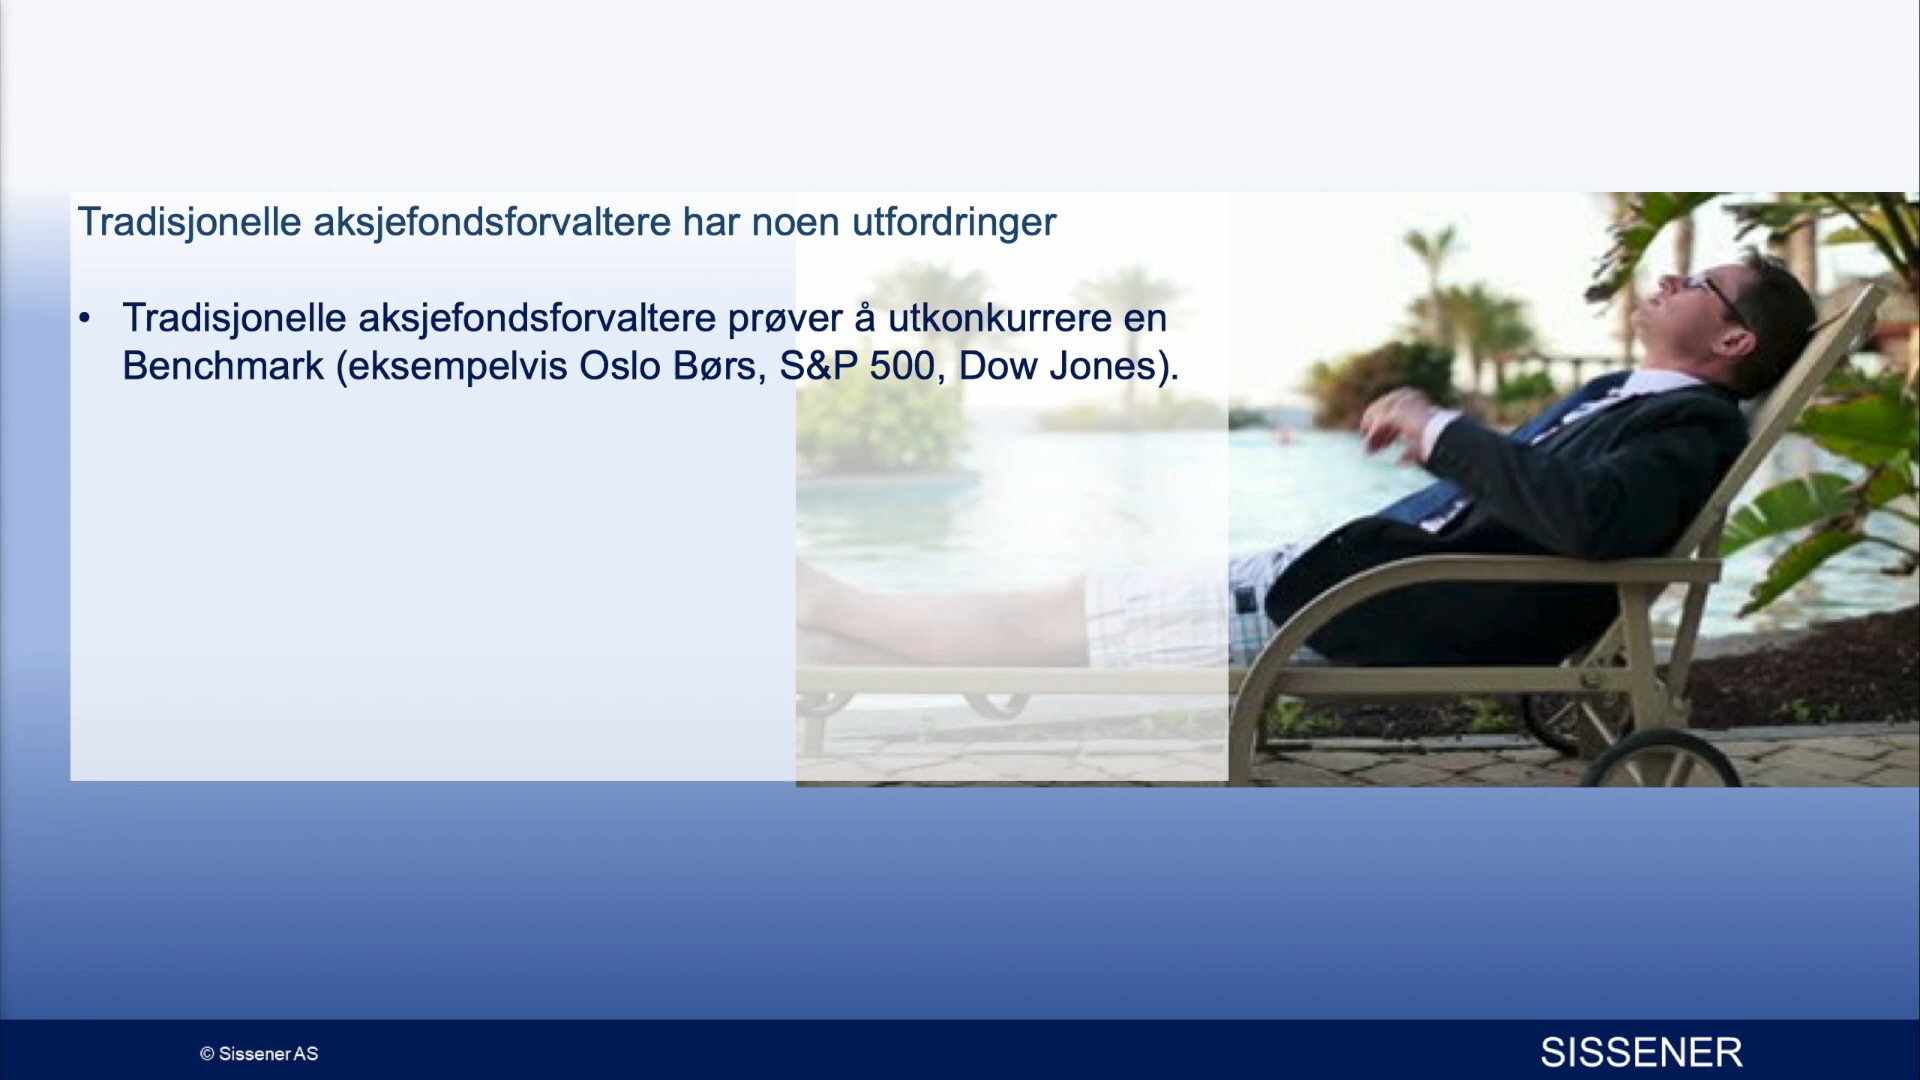 Tradisjonelle aksjefondsforvaltere har noen utfordringer
• Tradisjonelle aksjefondsforvaltere prøver å utkonkurrere en
Benchmark (eksempelvis Oslo Børs, S&P 500, Dow Jones).
© Sissener AS
SISSENER